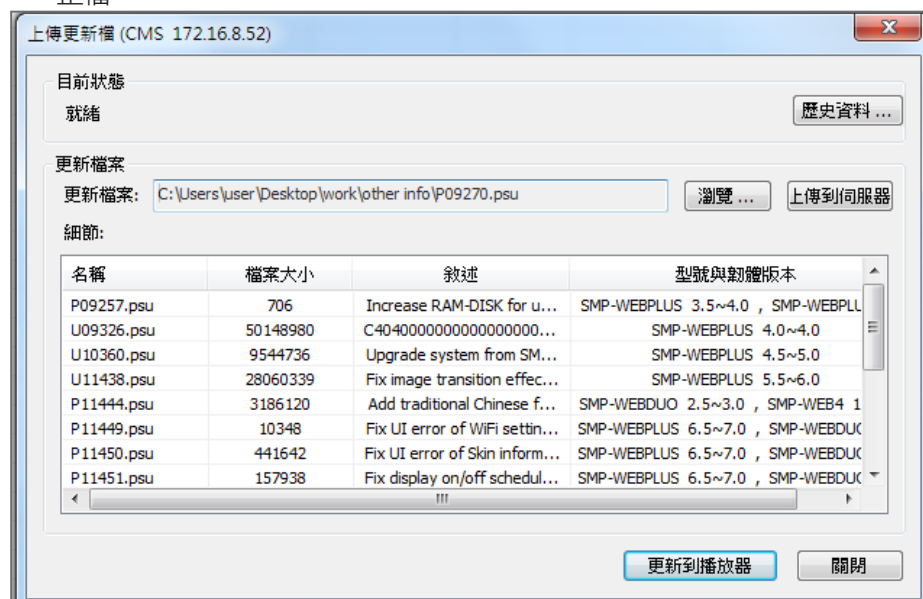 正檔
上傳更新檔 (CMS 172.16.8.52)
目前狀態
就緒
歷史資料 ...
更新檔案
更新檔案: C:\Users\user\Desktop\work\other info\P09270.psu 瀏覽 ... 上傳到伺服器
細節:
名稱 檔案大小 敘述 型號與韌體版本
P09257.psu 706 Increase RAM-DISK for u... SMP-WEBPLUS 3.5~4.0 , SMP-WEBPLU
U09326.psu 50148980 C4040000000000000000... SMP-WEBPLUS 4.0~4.0
U10360.psu 9544736 Upgrade system from SM... SMP-WEBPLUS 4.5~5.0
U11438.psu 28060339 Fix image transition effec... SMP-WEBPLUS 5.5~6.0
P11444.psu 3186120 Add traditional Chinese f... SMP-WEBDUO 2.5~3.0 , SMP-WEB4 1
P11449.psu 10348 Fix UI error of WiFi settin... SMP-WEBPLUS 6.5~7.0 , SMP-WEBDUO
P11450.psu 441642 Fix UI error of Skin inform... SMP-WEBPLUS 6.5~7.0 , SMP-WEBDUO
P11451.psu 157938 Fix display on/off schedul... SMP-WEBPLUS 6.5~7.0 , SMP-WEBDUO
更新到播放器 關閉